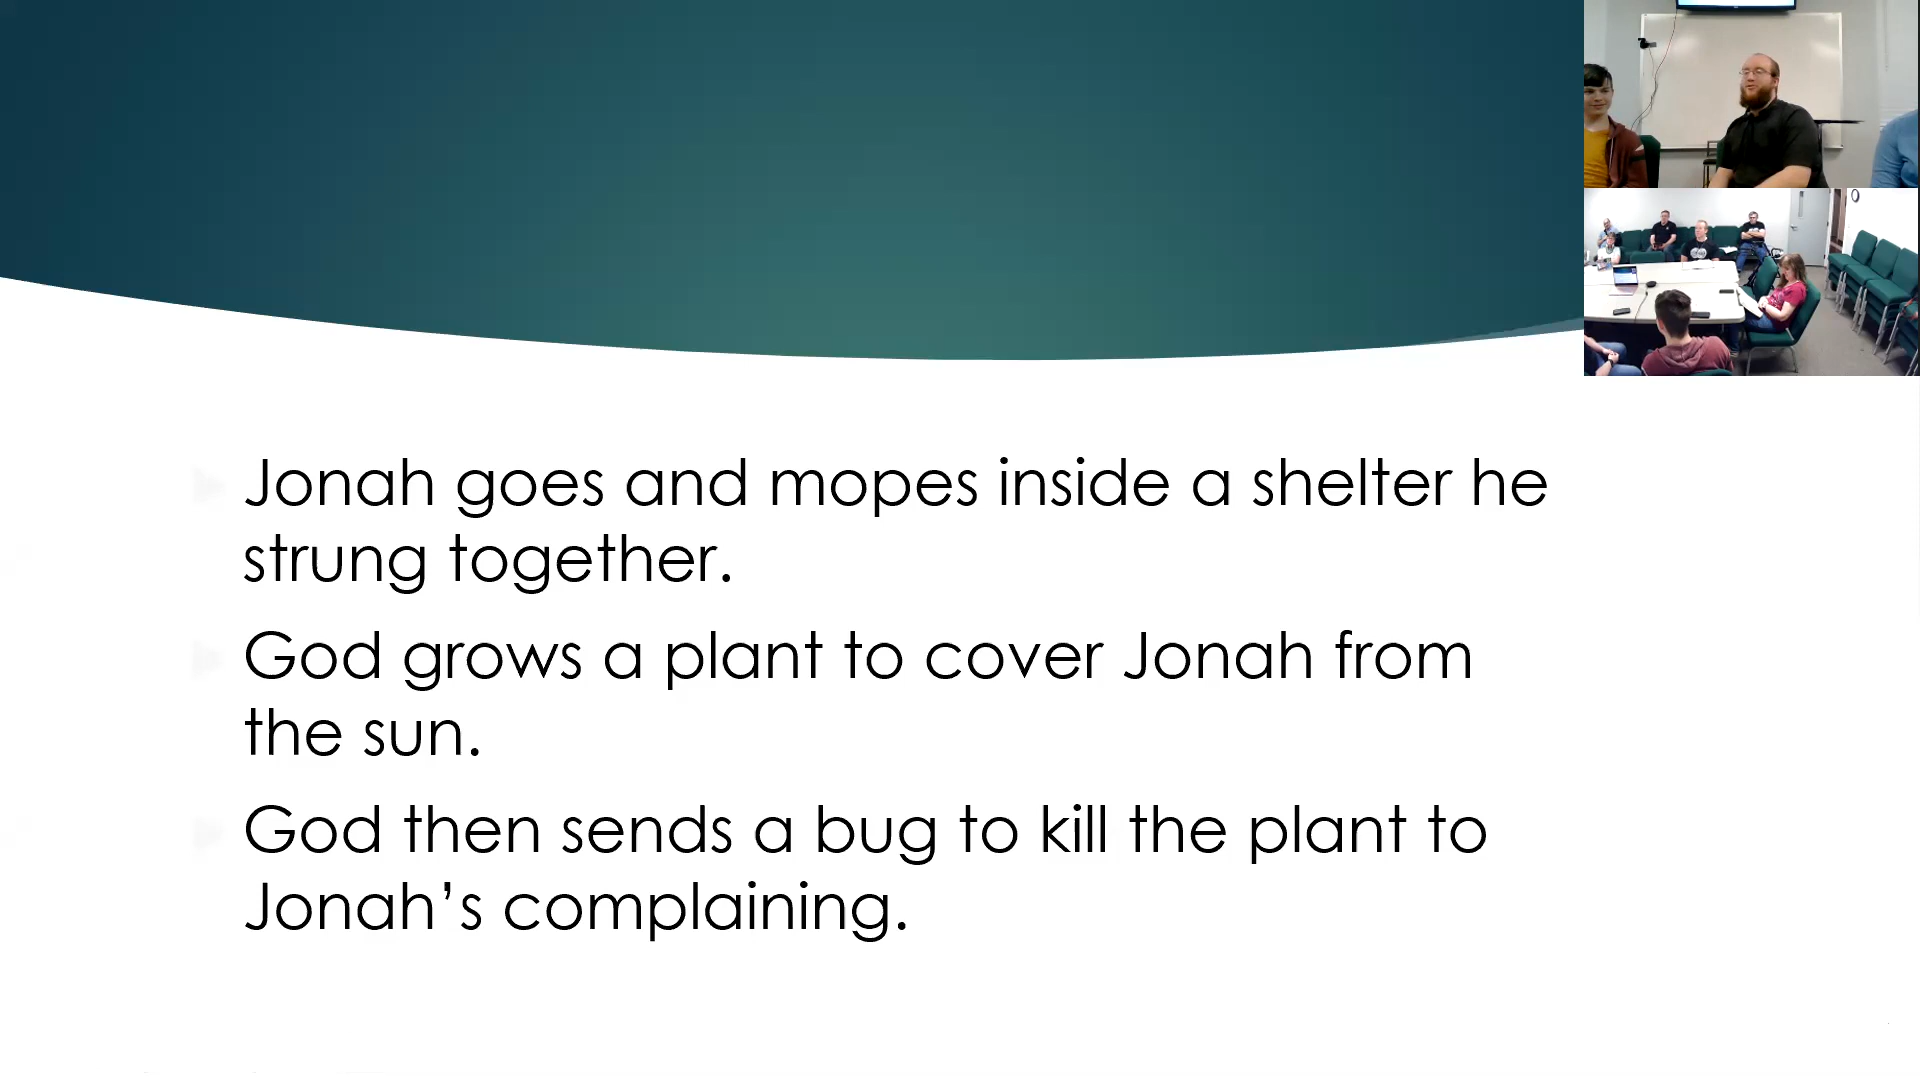 Jonah goes and mopes inside a shelter he
strung together.
God grows a plant to cover Jonah from
the sun.
God then sends a bug to kill the plant to
Jonah’s complaining.